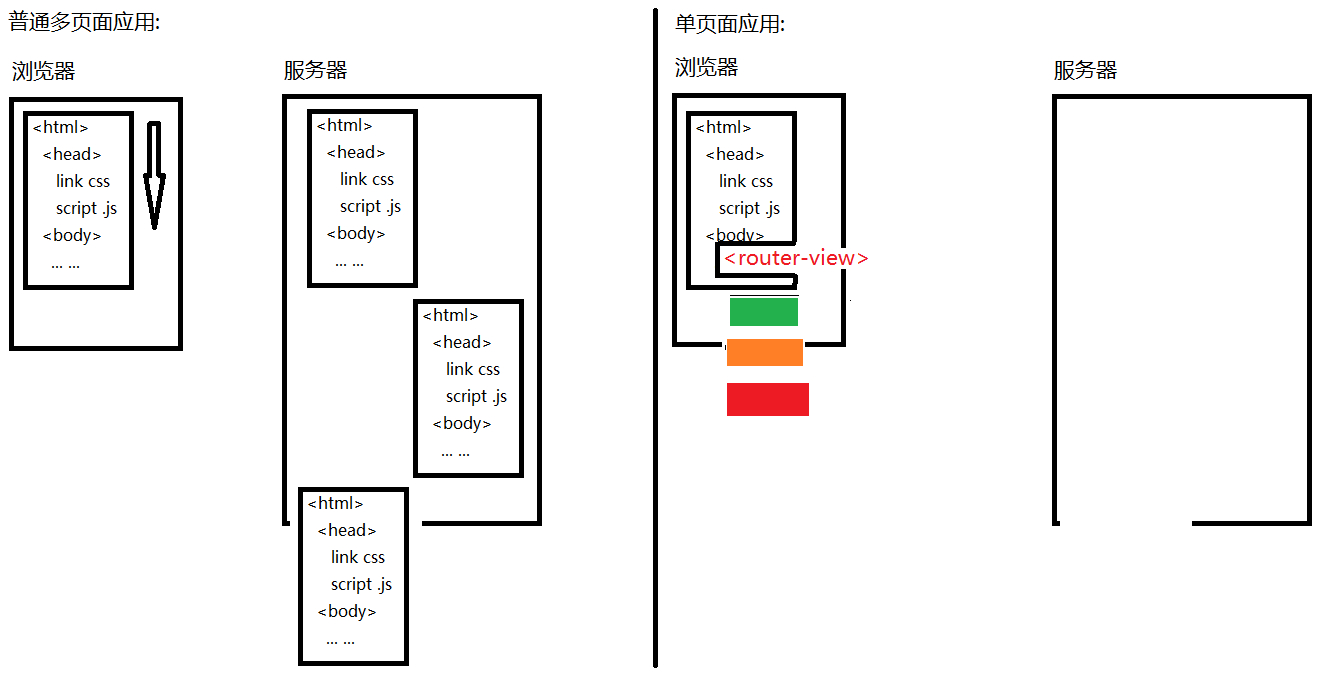 普通多页面应用:
浏览器
服务器
<html>
<head>
link css
script .js
<body>
... ...
<html>
<head>
link css
script .js
<body>
... ...
<html>
<head>
link css
script .js
<body>
... ...
<html>
<head>
link css
script .js
<body>
... ...
单页面应用:
浏览器
服务器
<html>
<head>
link css
script .js
<body>
<router-view>